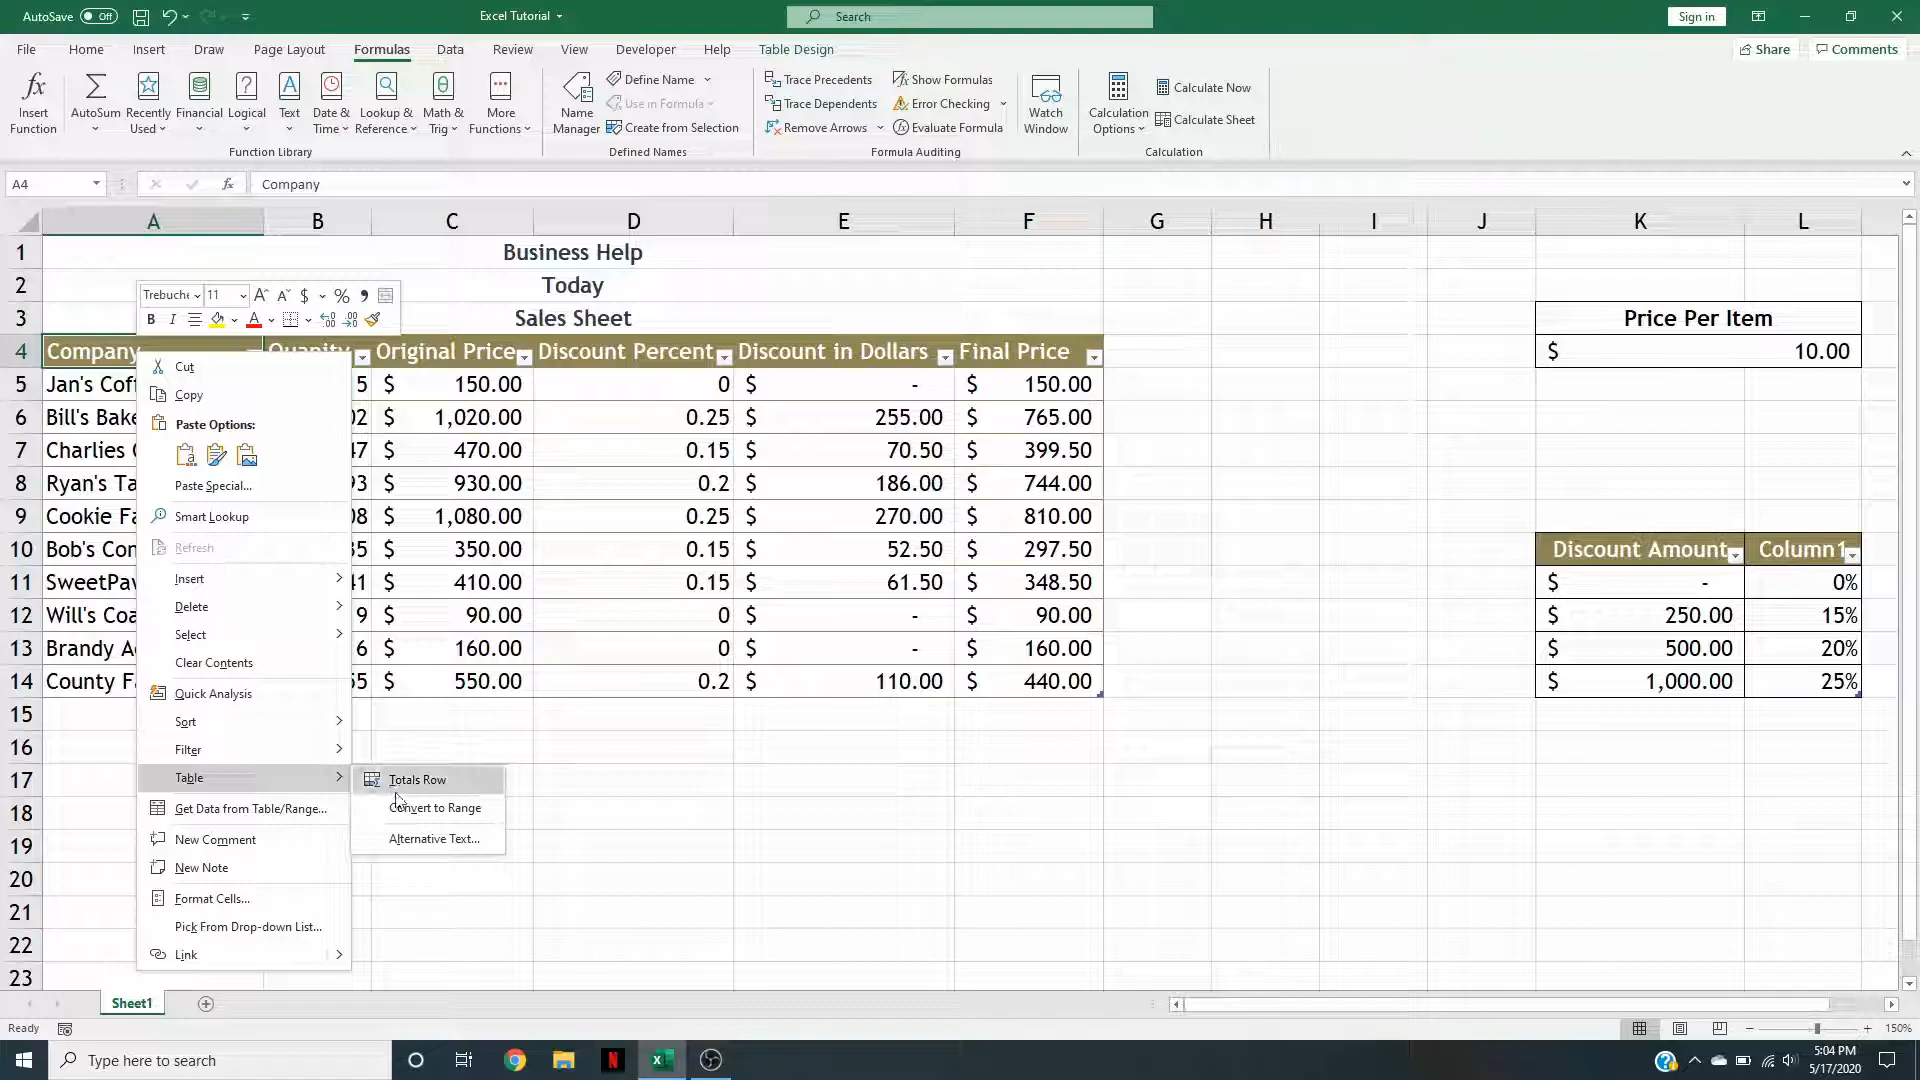 AutoSave Off
Excel Tutorial
Search
Sign in
File Home Insert Draw Page Layout Formulas Data Review View Developer Help Table Design
Share Comments
Insert Function
AutoSum
Recently Used
Financial
Logical
Text
Date & Time
Lookup & Reference
Math & Trig
More Functions
Function Library
Name Manager
Define Name
Use in Formula
Create from Selection
Defined Names
Trace Precedents
Trace Dependents
Remove Arrows
Show Formulas
Error Checking
Evaluate Formula
Formula Auditing
Watch Window
Calculation Options
Calculate Now
Calculate Sheet
Calculation
A4 fx Company
A B C D E F G H I J K L
1 Business Help
2 Today
3 Sales Sheet Price Per Item
Trebuche 11
4 Company Quanity Original Price Discount Percent Discount in Dollars Final Price $ 10.00
5 Jan's Cof 5 $ 150.00 0 $ - $ 150.00
6 Bill's Bake 02 $ 1,020.00 0.25 $ 255.00 $ 765.00
7 Charlies 47 $ 470.00 0.15 $ 70.50 $ 399.50
8 Ryan's Ta 93 $ 930.00 0.2 $ 186.00 $ 744.00
9 Cookie Fa 08 $ 1,080.00 0.25 $ 270.00 $ 810.00
10 Bob's Con 35 $ 350.00 0.15 $ 52.50 $ 297.50 Discount Amount Column1
11 SweetPaw 41 $ 410.00 0.15 $ 61.50 $ 348.50 $ - 0%
12 Will's Coa 9 $ 90.00 0 $ - $ 90.00 $ 250.00 15%
13 Brandy A 6 $ 160.00 0 $ - $ 160.00 $ 500.00 20%
14 County Fa 55 $ 550.00 0.2 $ 110.00 $ 440.00 $ 1,000.00 25%
15
16
17
18
19
20
21
22
23
Cut
Copy
Paste Options:
Paste Special...
Smart Lookup
Refresh
Insert
Delete
Select
Clear Contents
Quick Analysis
Sort
Filter
Table
Get Data from Table/Range...
New Comment
New Note
Format Cells...
Pick From Drop-down List...
Link
Totals Row
Convert to Range
Alternative Text...
Sheet1
Ready
150%
Type here to search
5:04 PM
5/17/2020